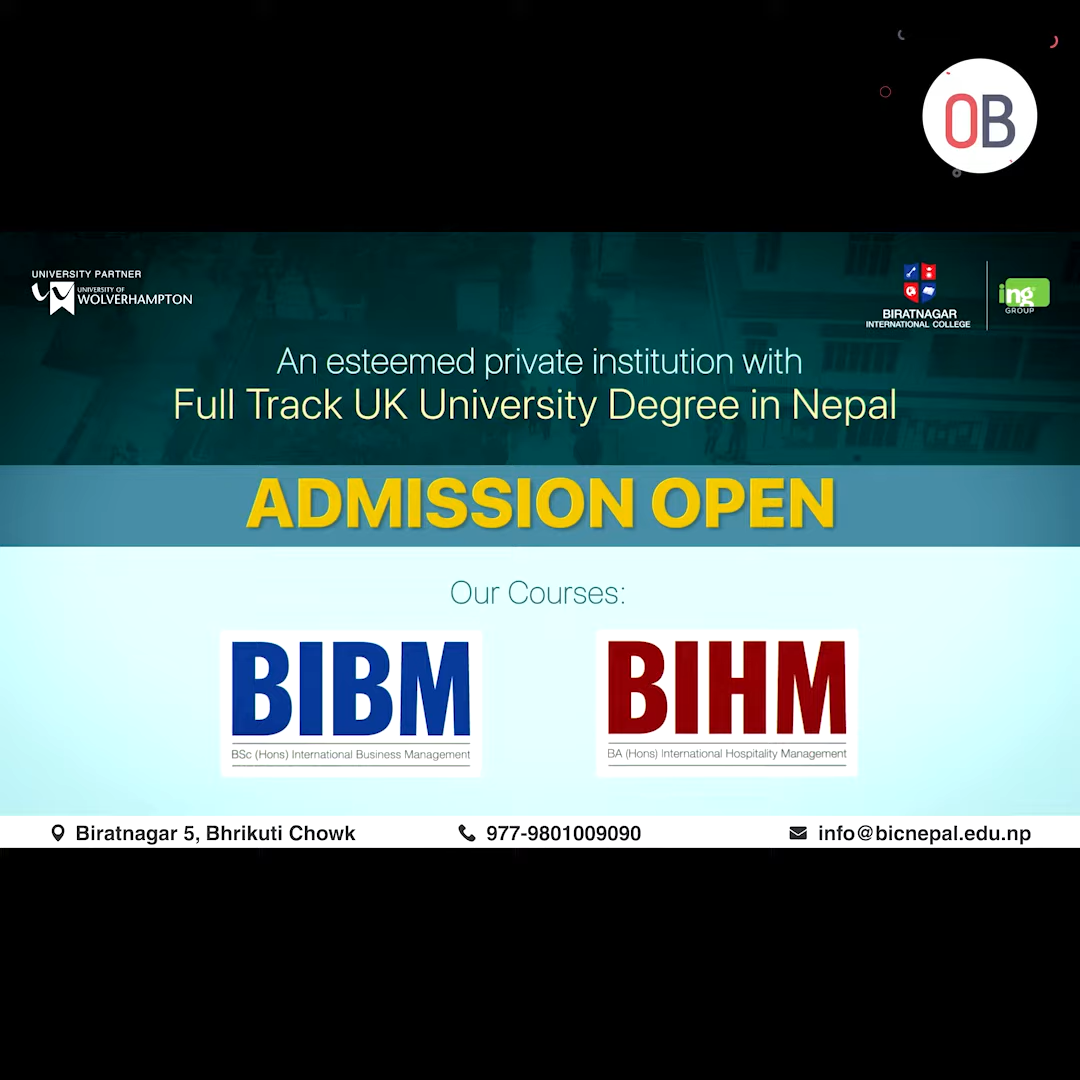 OB
UNIVERSITY PARTNER
UNIVERSITY OF
WOLVERHAMPTON
BIRATNAGAR
INTERNATIONAL COLLEGE
ing
GROUP
An esteemed private institution with
Full Track UK University Degree in Nepal
ADMISSION OPEN
Our Courses:
BIBM
BSc (Hons) International Business Management
BIHM
BA (Hons) International Hospitality Management
Biratnagar 5, Bhrikuti Chowk
977-9801009090
info@bicnepal.edu.np